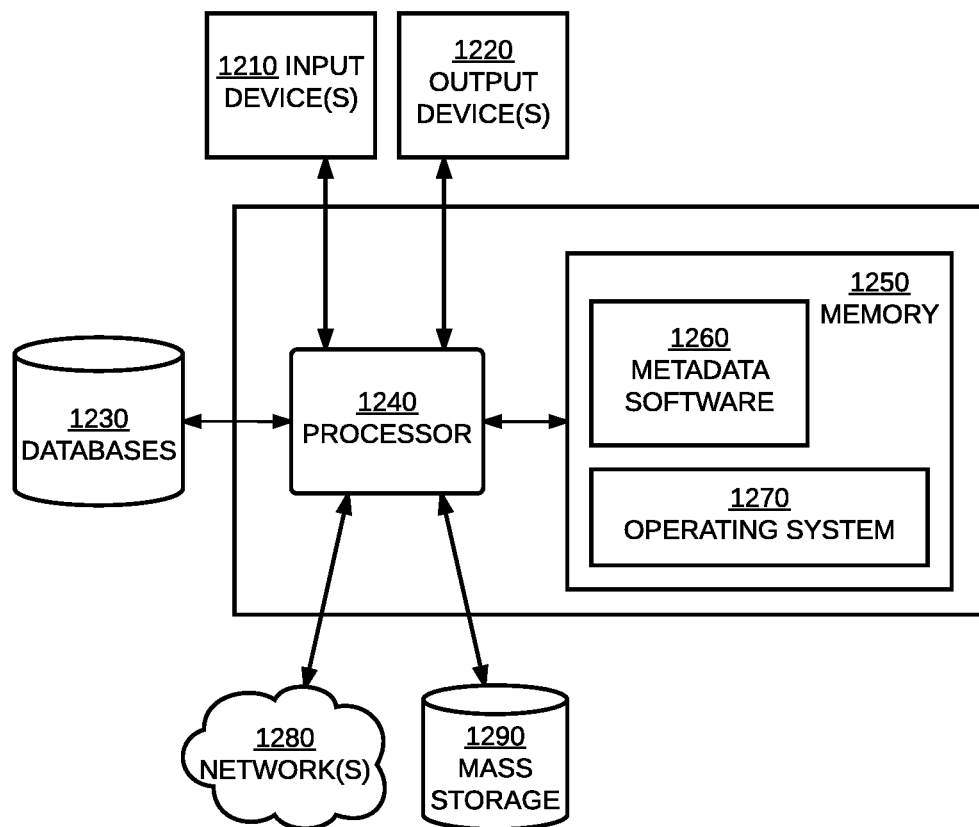 1210 INPUT
DEVICE(S)
1220
OUTPUT
DEVICE(S)
1250
MEMORY
1260
METADATA
SOFTWARE
1230
DATABASES
1240
PROCESSOR
1270
OPERATING SYSTEM
1280
NETWORK(S)
1290
MASS
STORAGE